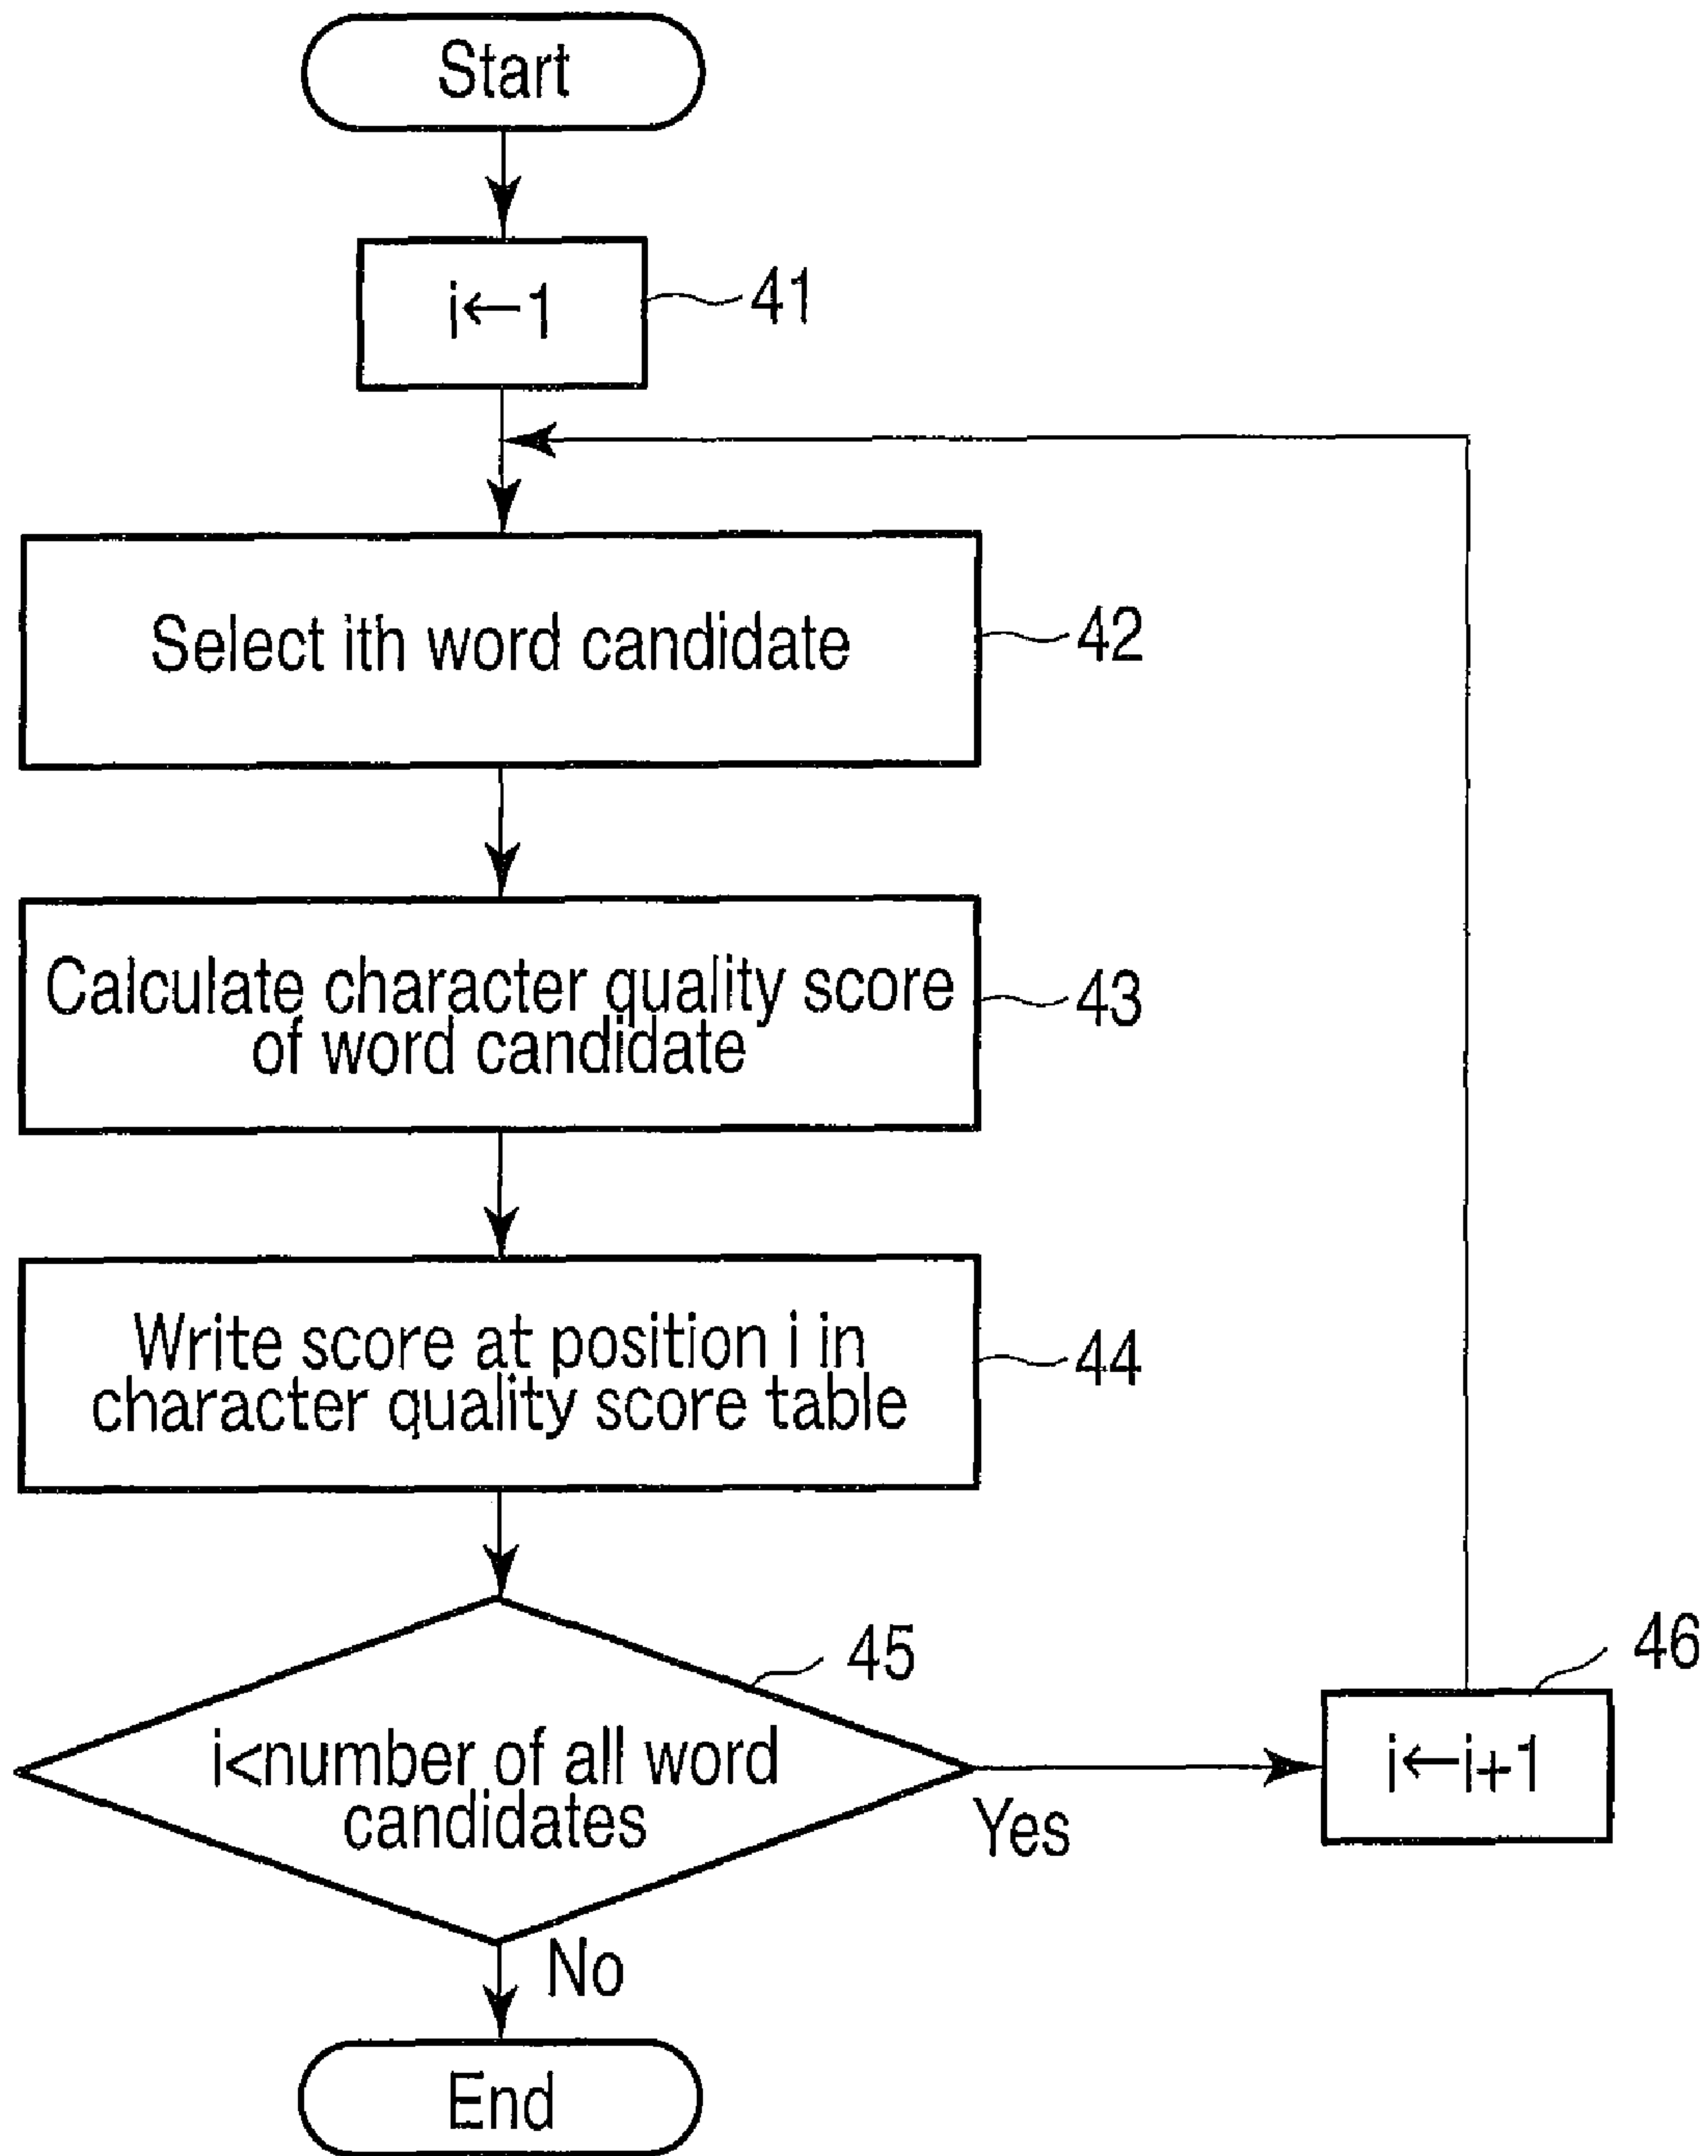 Start
i←1
41
Select ith word candidate
42
Calculate character quality score
of word candidate
43
Write score at position i in
character quality score table
44
45
i<number of all word
candidates
Yes
46
i←i+1
No
End